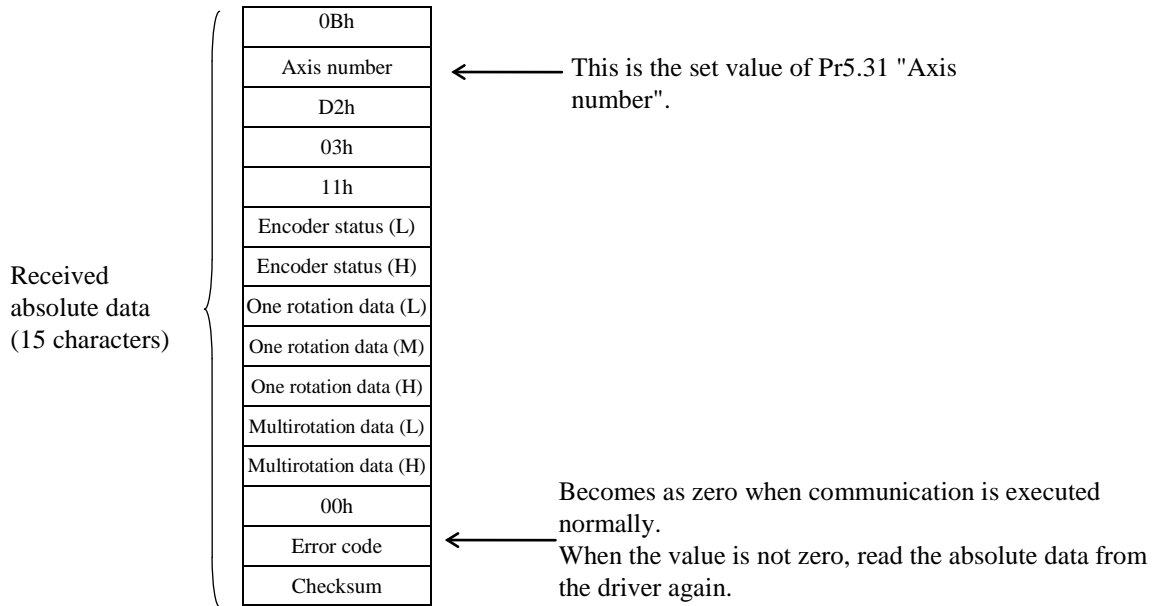 0Bh
Axis number
This is the set value of Pr5.31 "Axis
number".
D2h
03h
11h
Encoder status (L)
Encoder status (H)
Received
absolute data
(15 characters)
One rotation data (L)
One rotation data (M)
One rotation data (H)
Multirotation data (L)
Multirotation data (H)
00h
Error code
Checksum
Becomes as zero when communication is executed
normally.
When the value is not zero, read the absolute data from
the driver again.